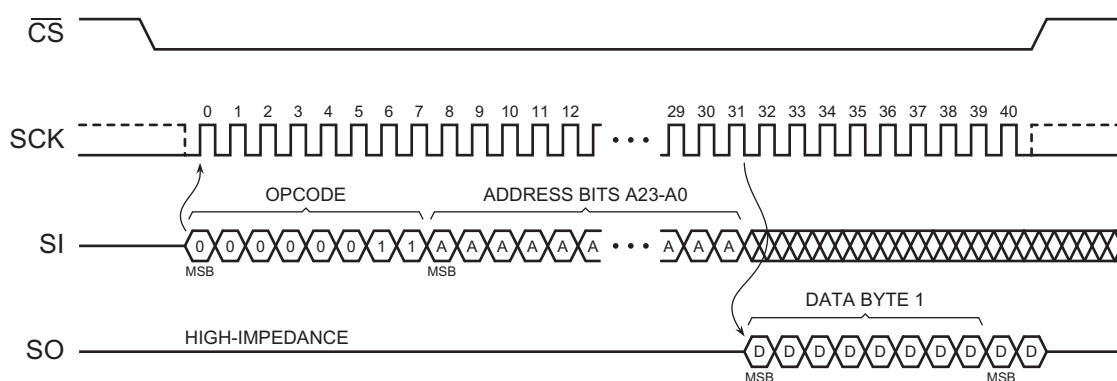 CS
SCK
0 1 2 3 4 5 6 7 8 9 10 11 12 29 30 31 32 33 34 35 36 37 38 39 40
OPCODE
ADDRESS BITS A23-A0
SI
0 0 0 0 0 0 1 1 A A A A A A A A A
MSB MSB
DATA BYTE 1
HIGH-IMPEDANCE
SO
D D D D D D D D D D
MSB MSB